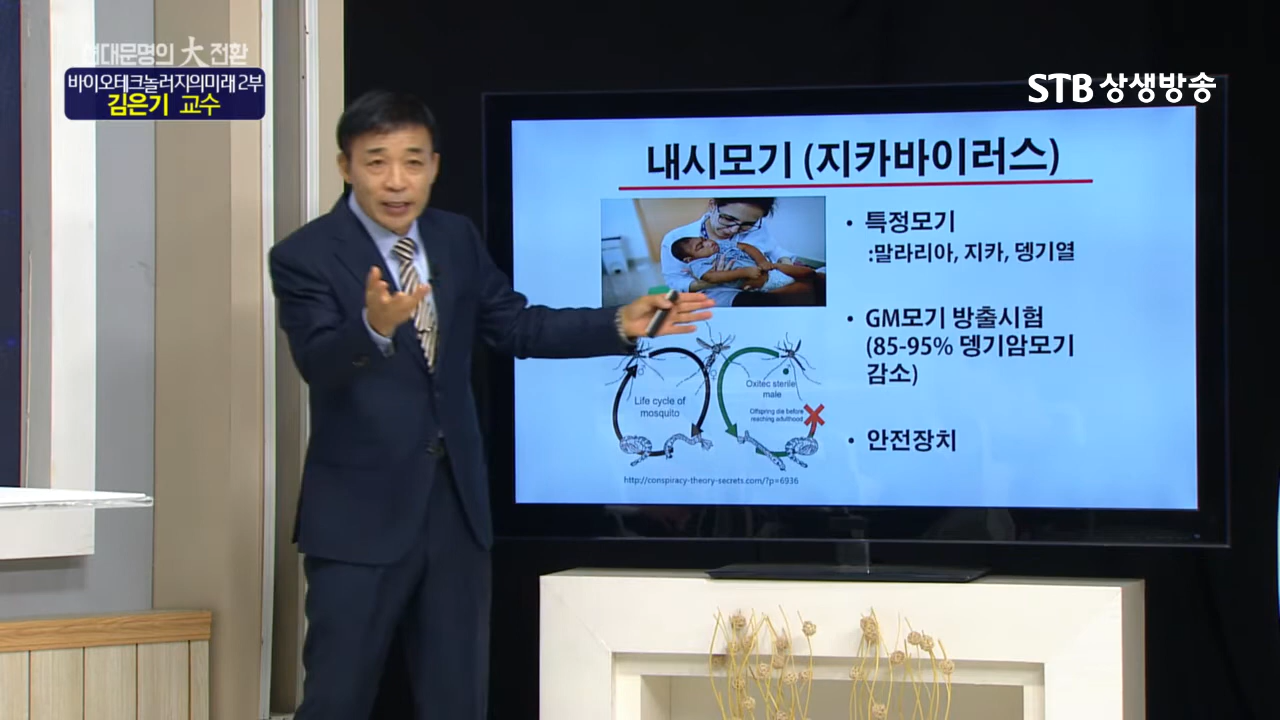 현대문명의 大 전환
바이오테크놀러지의미래 2부
김은기 교수
STB 상생방송
내시모기 (지카바이러스)
• 특정모기
:말라리아, 지카, 뎅기열
• GM모기 방출시험
(85-95% 뎅기암모기
감소)
• 안전장치
Life cycle of
mosquito
Oxitec sterile
male
Offspring die before
reaching adulthood
http://conspiracy-theory-secrets.com/?p=6936